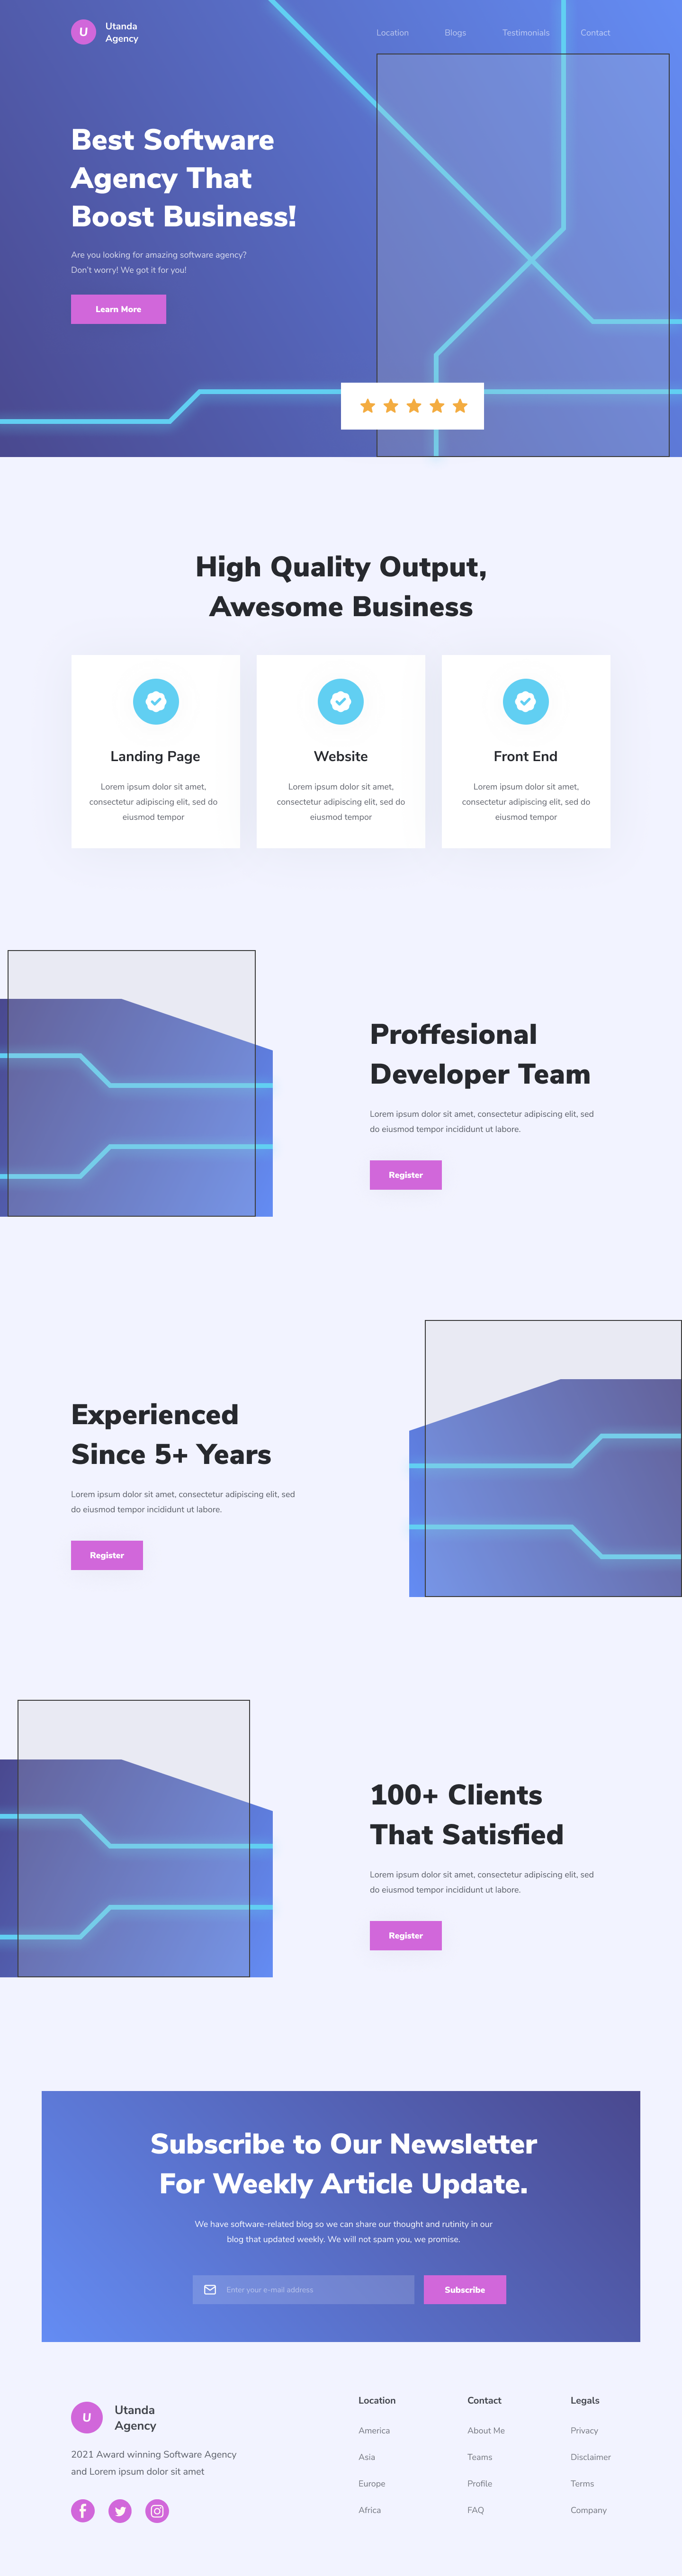 U
Utanda
Agency
Location
Blogs
Testimonials
Contact
Best Software
Agency That
Boost Business!
Are you looking for amazing software agency?
Don't worry! We got it for you!
Learn More
High Quality Output,
Awesome Business
Landing Page
Lorem ipsum dolor sit amet,
consectetur adipiscing elit, sed do
eiusmod tempor
Website
Lorem ipsum dolor sit amet,
consectetur adipiscing elit, sed do
eiusmod tempor
Front End
Lorem ipsum dolor sit amet,
consectetur adipiscing elit, sed do
eiusmod tempor
Proffesional
Developer Team
Lorem ipsum dolor sit amet, consectetur adipiscing elit, sed
do eiusmod tempor incididunt ut labore.
Register
Experienced
Since 5+ Years
Lorem ipsum dolor sit amet, consectetur adipiscing elit, sed
do eiusmod tempor incididunt ut labore.
Register
100+ Clients
That Satisfied
Lorem ipsum dolor sit amet, consectetur adipiscing elit, sed
do eiusmod tempor incididunt ut labore.
Register
Subscribe to Our Newsletter
For Weekly Article Update.
We have software-related blog so we can share our thought and rutinity in our
blog that updated weekly. We will not spam you, we promise.
Enter your e-mail address
Subscribe
U
Utanda
Agency
2021 Award winning Software Agency
and Lorem ipsum dolor sit amet
Location
America
Asia
Europe
Africa
Contact
About Me
Teams
Profile
FAQ
Legals
Privacy
Disclaimer
Terms
Company